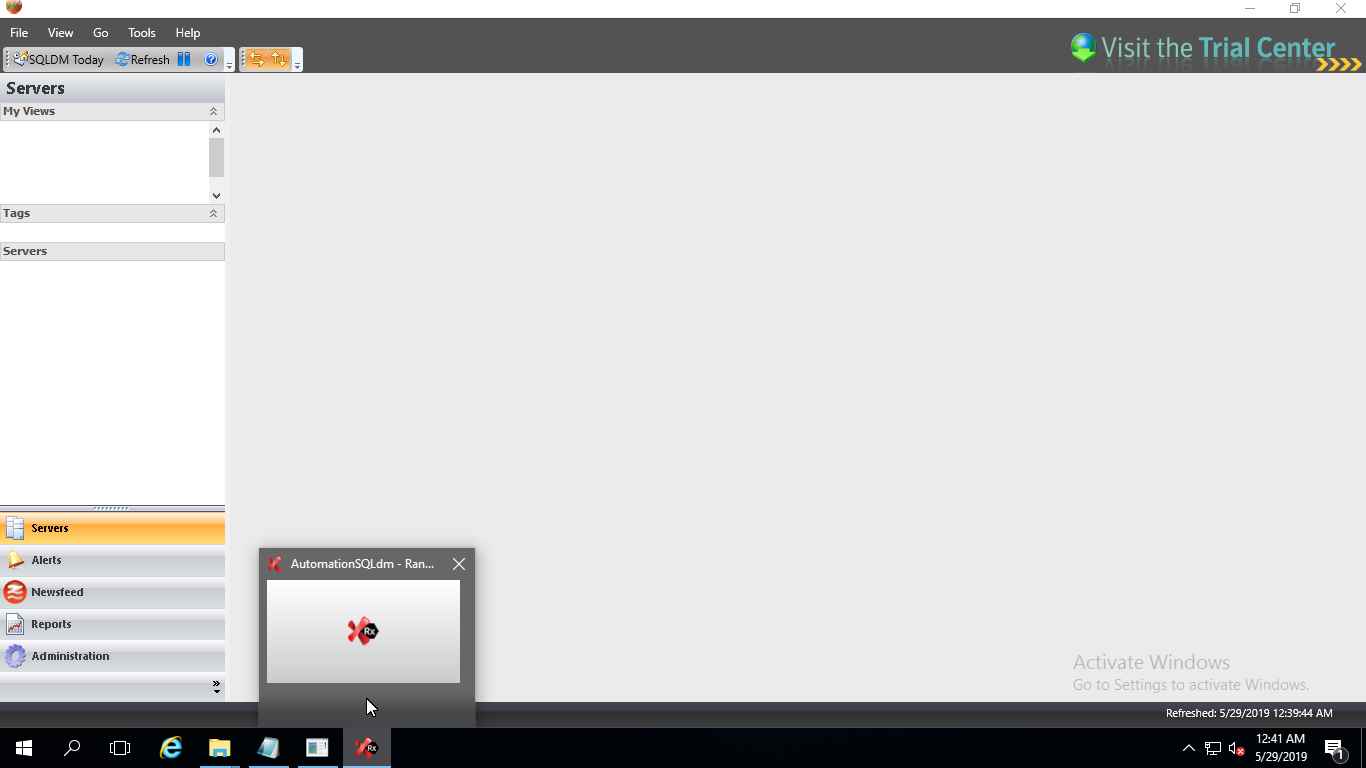 File View Go Tools Help
SQLDM Today Refresh
Visit the Trial Center
Servers
My Views
Tags
Servers
Servers
Alerts
Newsfeed
Reports
Administration
AutomationSQLdm - Ran...
Rx
Activate Windows
Go to Settings to activate Windows.
Refreshed: 5/29/2019 12:39:44 AM
Rx
12:41 AM
5/29/2019
1